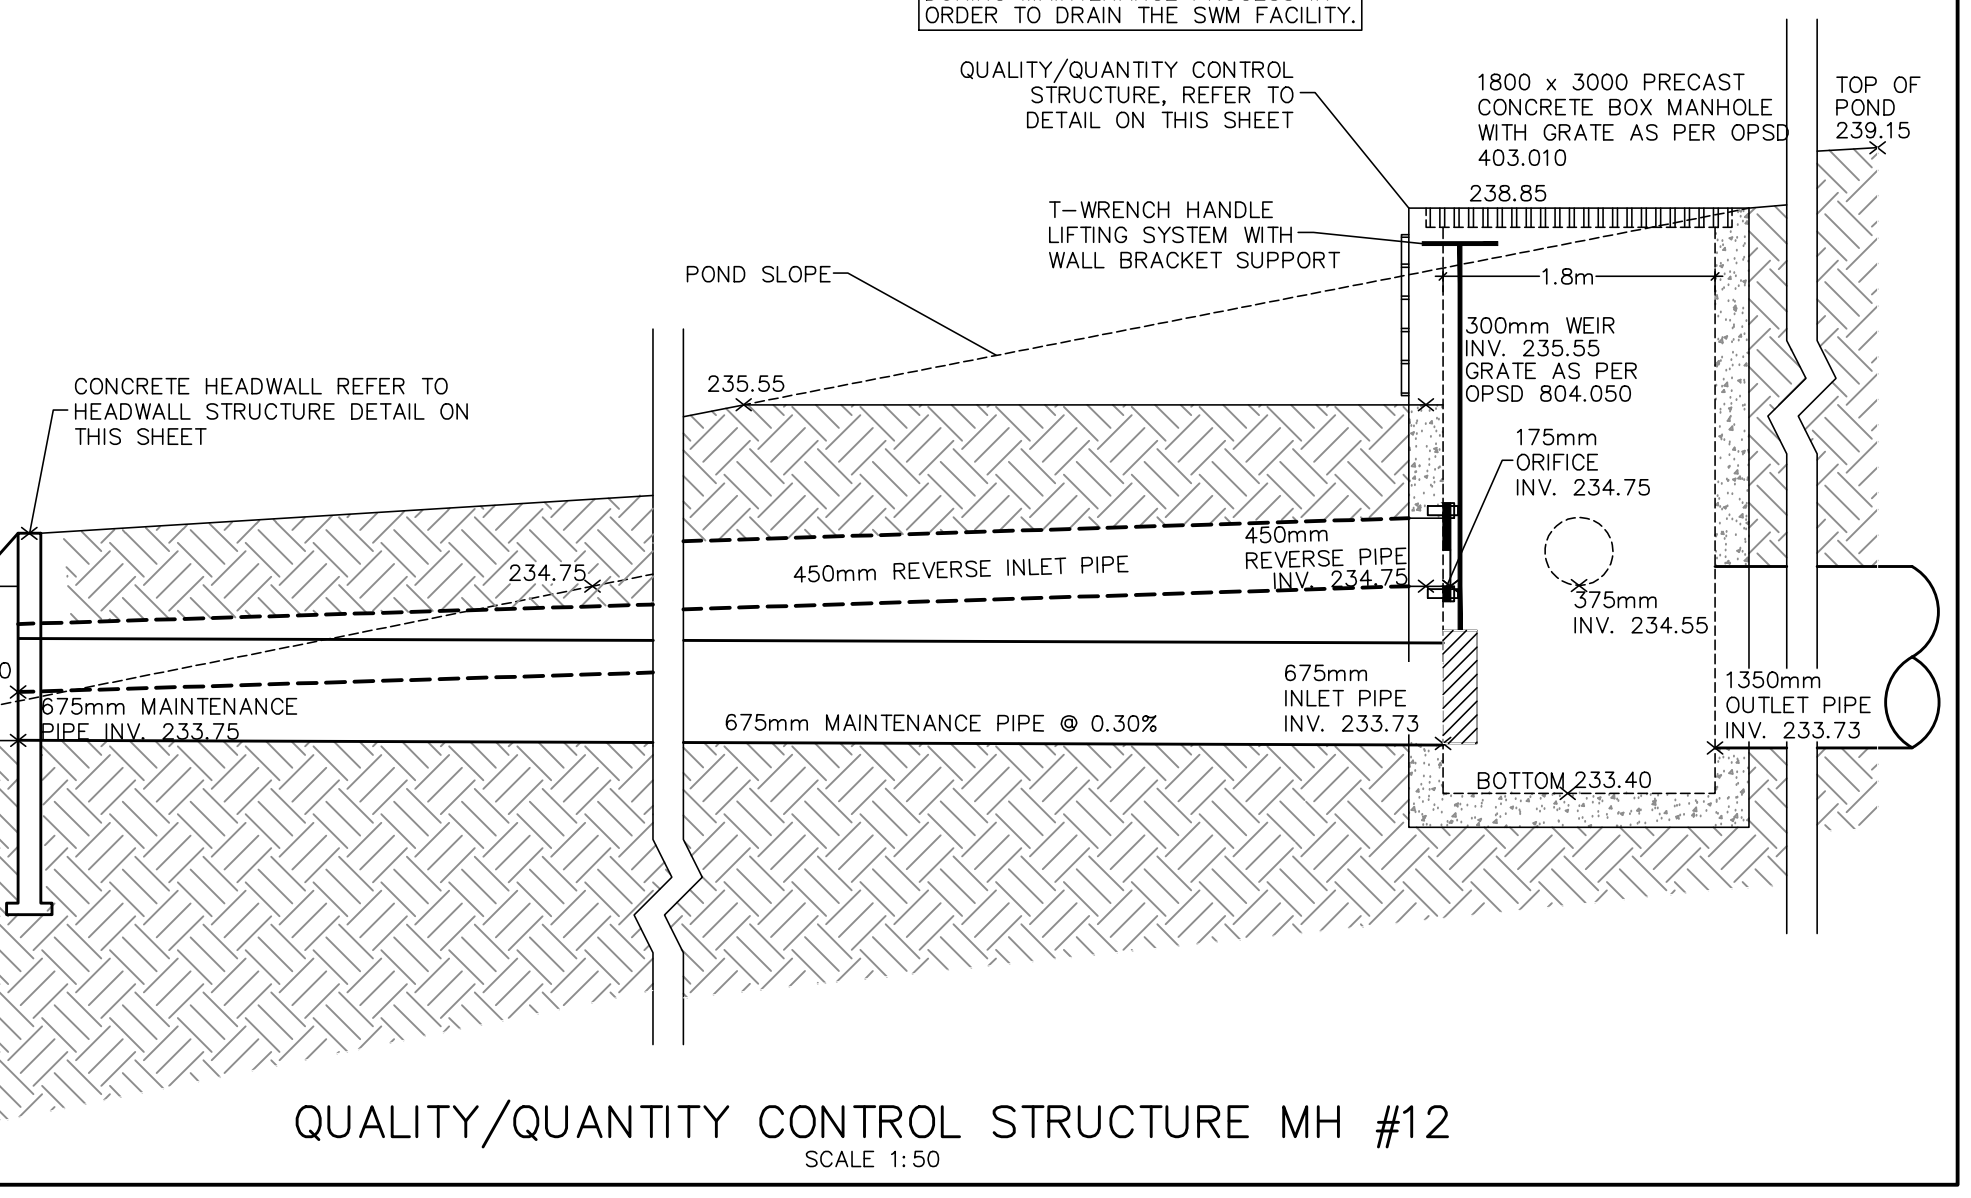 ORDER TO DRAIN THE SWM FACILITY.
QUALITY/QUANTITY CONTROL
STRUCTURE, REFER TO
DETAIL ON THIS SHEET
1800 x 3000 PRECAST
CONCRETE BOX MANHOLE
WITH GRATE AS PER OPSD
403.010
TOP OF
POND
239.15
238.85
T-WRENCH HANDLE
LIFTING SYSTEM WITH
WALL BRACKET SUPPORT
POND SLOPE
1.8m
300mm WEIR
INV. 235.55
GRATE AS PER
OPSD 804.050
235.55
CONCRETE HEADWALL REFER TO
HEADWALL STRUCTURE DETAIL ON
THIS SHEET
175mm
ORIFICE
INV. 234.75
234.75
450mm REVERSE INLET PIPE
450mm
REVERSE PIPE
INV. 234.75
375mm
INV. 234.55
0
675mm MAINTENANCE
PIPE INV. 233.75
675mm MAINTENANCE PIPE @ 0.30%
675mm
INLET PIPE
INV. 233.73
1350mm
OUTLET PIPE
INV. 233.73
BOTTOM 233.40
QUALITY/QUANTITY CONTROL STRUCTURE MH #12
SCALE 1:50